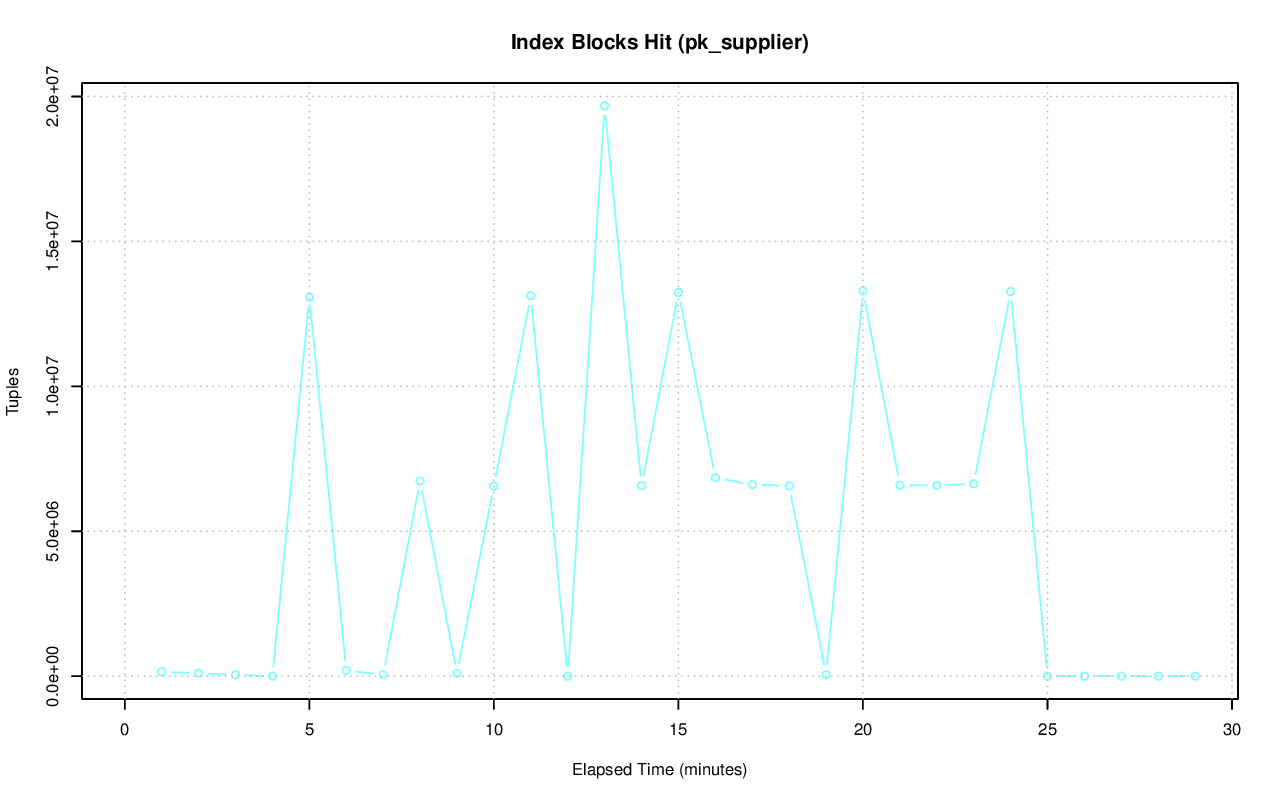 Index Blocks Hit (pk_supplier)
2.0e+07
1.5e+07
1.0e+07
5.0e+06
0.0e+00
Tuples
0 5 10 15 20 25 30
Elapsed Time (minutes)